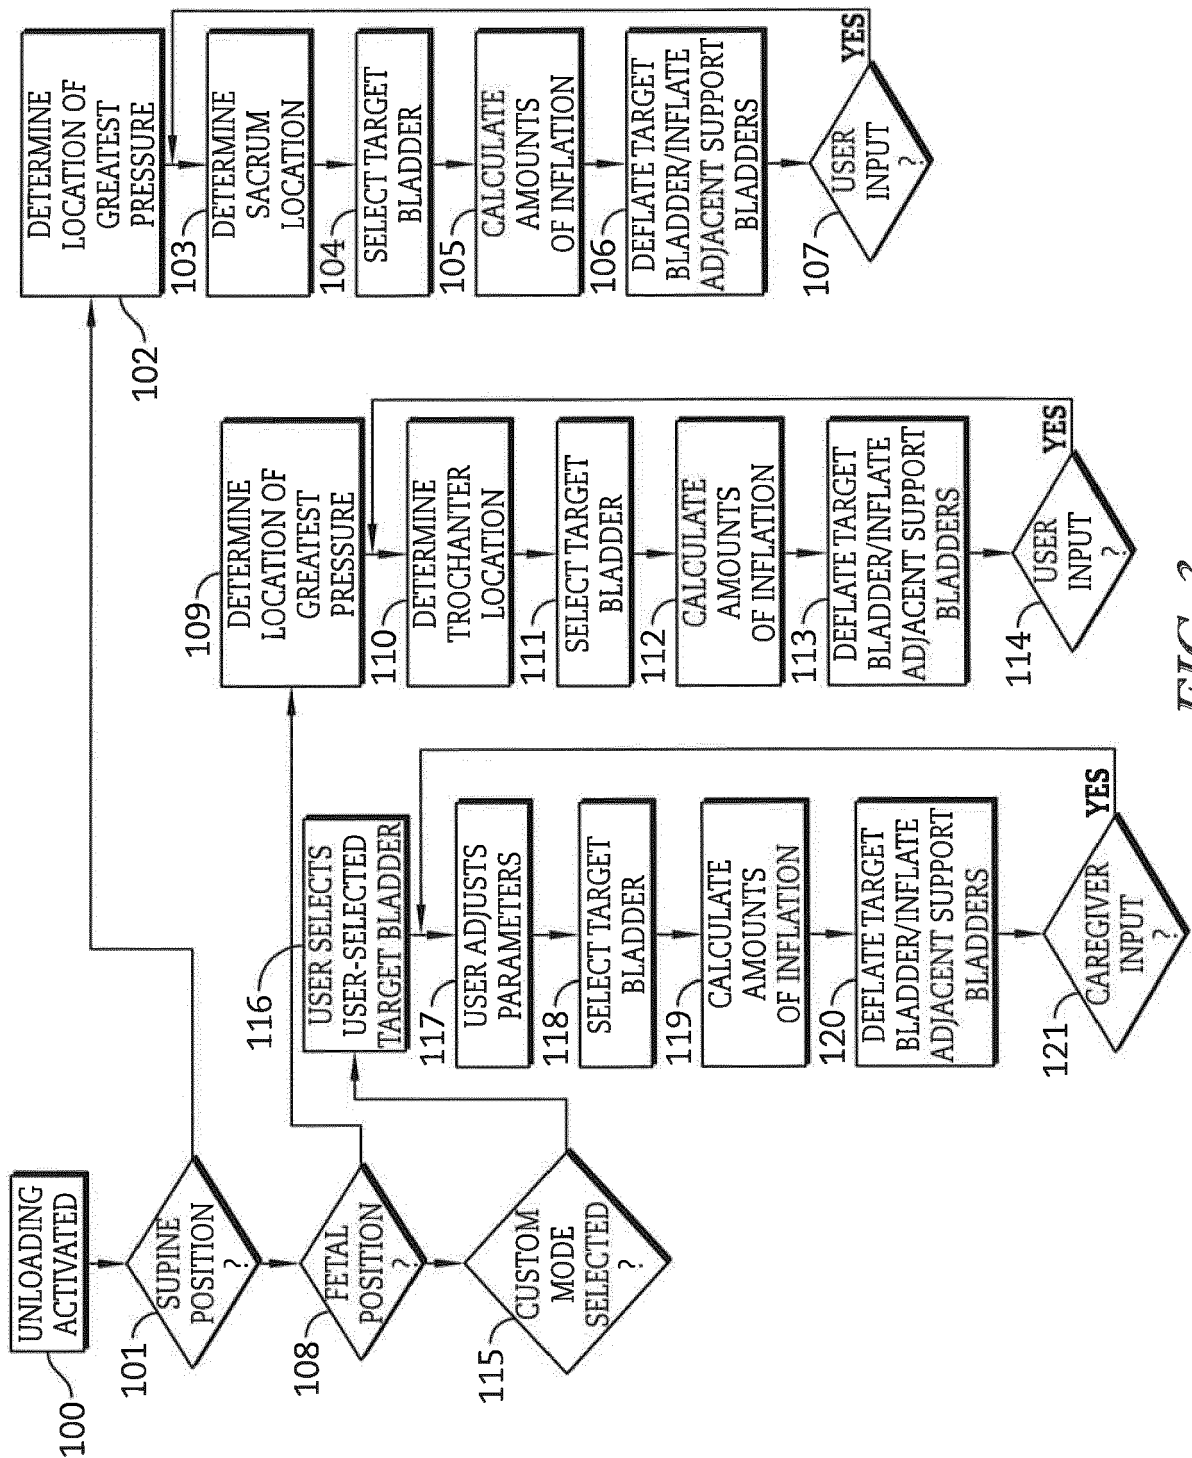 100
UNLOADING
ACTIVATED
101
SUPINE
POSITION
?
108
FETAL
POSITION
?
115
CUSTOM
MODE
SELECTED
?
116
USER SELECTS
USER-SELECTED
TARGET BLADDER
117
USER ADJUSTS
PARAMETERS
118
SELECT TARGET
BLADDER
119
CALCULATE
AMOUNTS
OF INFLATION
120
DEFLATE TARGET
BLADDER/INFLATE
ADJACENT SUPPORT
BLADDERS
121
CAREGIVER
INPUT
?
YES
109
DETERMINE
LOCATION OF
GREATEST
PRESSURE
110
DETERMINE
TROCHANTER
LOCATION
111
SELECT TARGET
BLADDER
112
CALCULATE
AMOUNTS
OF INFLATION
113
DEFLATE TARGET
BLADDER/INFLATE
ADJACENT SUPPORT
BLADDERS
114
USER
INPUT
?
YES
102
DETERMINE
LOCATION OF
GREATEST
PRESSURE
103
DETERMINE
SACRUM
LOCATION
104
SELECT TARGET
BLADDER
105
CALCULATE
AMOUNTS
OF INFLATION
106
DEFLATE TARGET
BLADDER/INFLATE
ADJACENT SUPPORT
BLADDERS
107
USER
INPUT
?
YES
FIG.